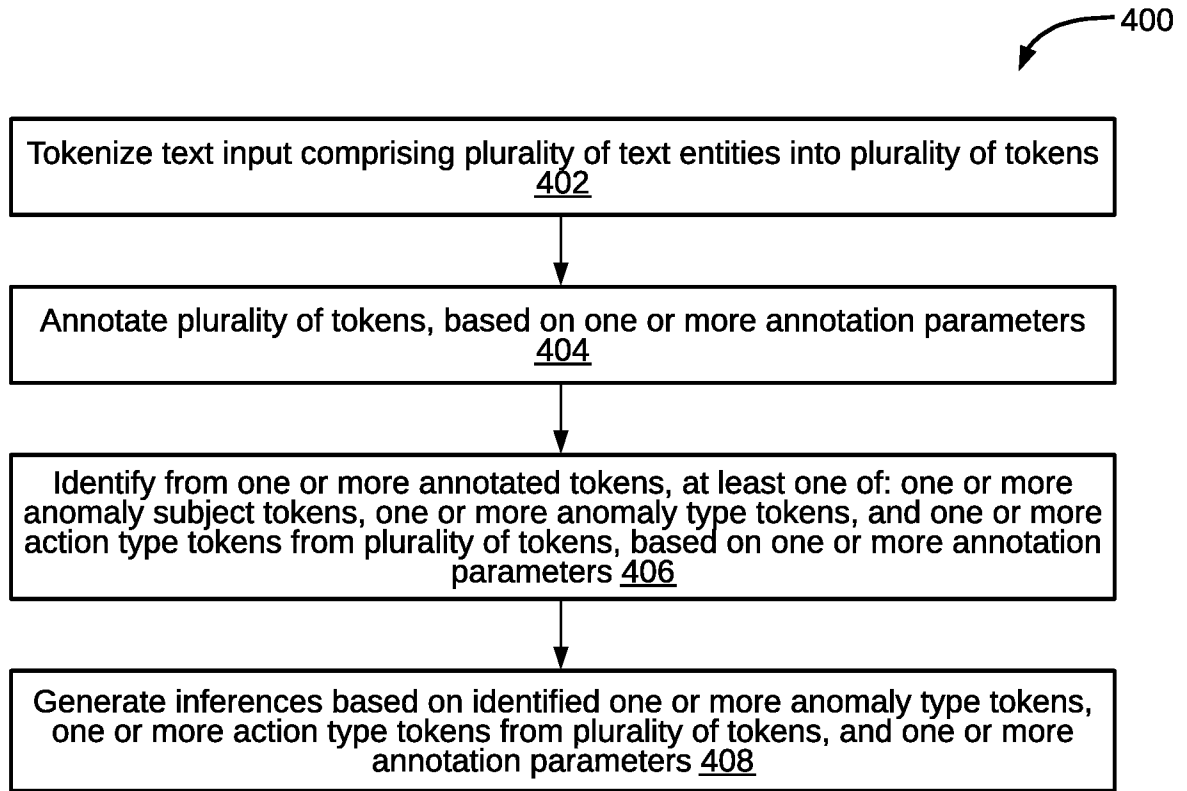 400
Tokenize text input comprising plurality of text entities into plurality of tokens
402
Annotate plurality of tokens, based on one or more annotation parameters
404
Identify from one or more annotated tokens, at least one of: one or more
anomaly subject tokens, one or more anomaly type tokens, and one or more
action type tokens from plurality of tokens, based on one or more annotation
parameters 406
Generate inferences based on identified one or more anomaly type tokens,
one or more action type tokens from plurality of tokens, and one or more
annotation parameters 408